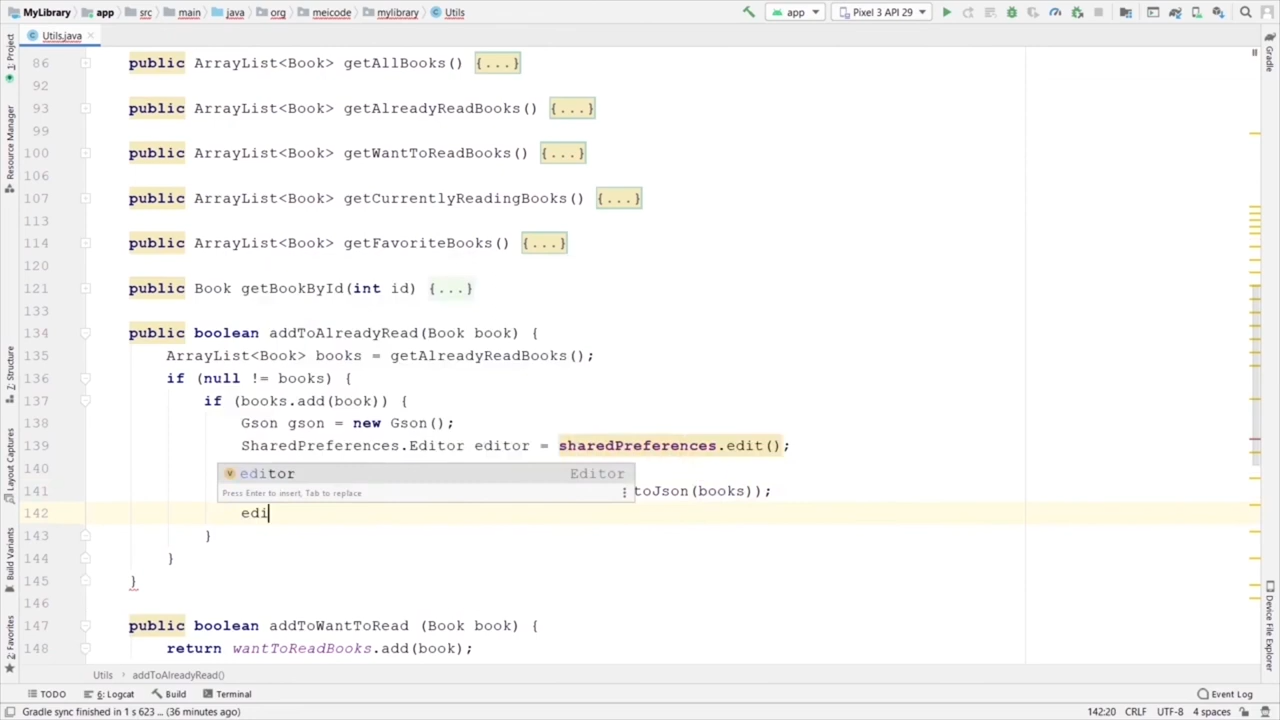 MyLibrary app src main java org meicode mylibrary Utils app Pixel 3 API 29
Utils.java
86 public ArrayList<Book> getAllBooks() {...}
92
93 public ArrayList<Book> getAlreadyReadBooks() {...}
99
100 public ArrayList<Book> getWantToReadBooks() {...}
106
107 public ArrayList<Book> getCurrentlyReadingBooks() {...}
113
114 public ArrayList<Book> getFavoriteBooks() {...}
120
121 public Book getBookById(int id) {...}
133
134 public boolean addToAlreadyRead(Book book) {
135 ArrayList<Book> books = getAlreadyReadBooks();
136 if (null != books) {
137 if (books.add(book)) {
138 Gson gson = new Gson();
139 SharedPreferences.Editor editor = sharedPreferences.edit();
140 editor Editor
141 toJson(books));
Press Enter to insert, Tab to replace
142 edi
143 }
144 }
145 }
146
147 public boolean addToWantToRead (Book book) {
148 return wantToReadBooks.add(book);
Utils addToAlreadyRead()
TODO 6: Logcat Build Terminal Event Log
Gradle sync finished in 1 s 623 ... (36 minutes ago) 142:20 CRLF UTF-8 4 spaces
1: Project
Resource Manager
7: Structure
Layout Captures
Build Variants
2: Favorites
Gradle
Device File Explorer